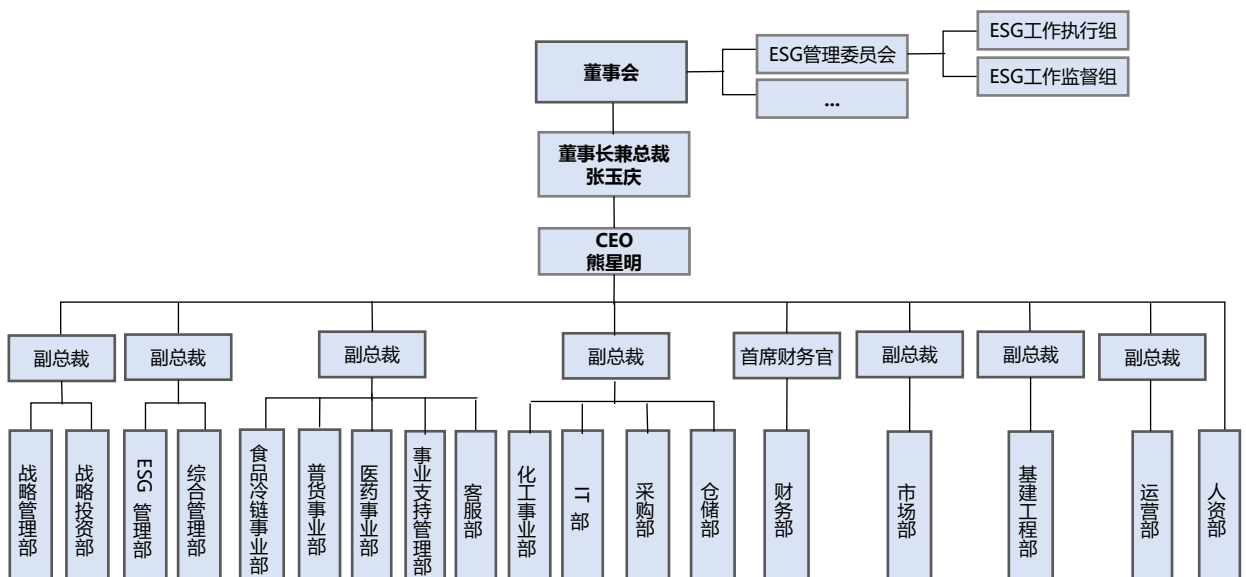 董事会
ESG管理委员会
...
ESG工作执行组
ESG工作监督组
董事长兼总裁
张玉庆
CEO
熊星明
副总裁
副总裁
副总裁
副总裁
首席财务官
副总裁
副总裁
副总裁
战略管理部
战略投资部
ESG 管理部
综合管理部
食品冷链事业部
普货事业部
医药事业部
事业支持管理部
客服部
化工事业部
IT 部
采购部
仓储部
财务部
市场部
基建工程部
运营部
人资部